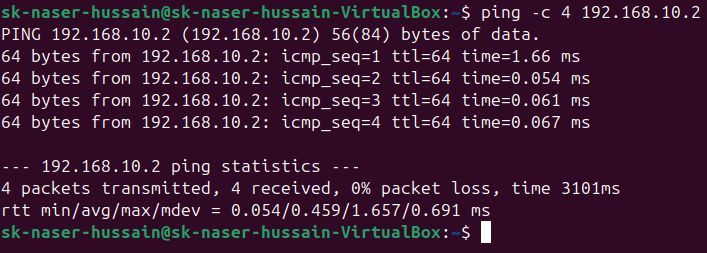 sk-naser-hussain@sk-naser-hussain-VirtualBox:~$ ping -c 4 192.168.10.2
PING 192.168.10.2 (192.168.10.2) 56(84) bytes of data.
64 bytes from 192.168.10.2: icmp_seq=1 ttl=64 time=1.66 ms
64 bytes from 192.168.10.2: icmp_seq=2 ttl=64 time=0.054 ms
64 bytes from 192.168.10.2: icmp_seq=3 ttl=64 time=0.061 ms
64 bytes from 192.168.10.2: icmp_seq=4 ttl=64 time=0.067 ms

--- 192.168.10.2 ping statistics ---
4 packets transmitted, 4 received, 0% packet loss, time 3101ms
rtt min/avg/max/mdev = 0.054/0.459/1.657/0.691 ms
sk-naser-hussain@sk-naser-hussain-VirtualBox:~$